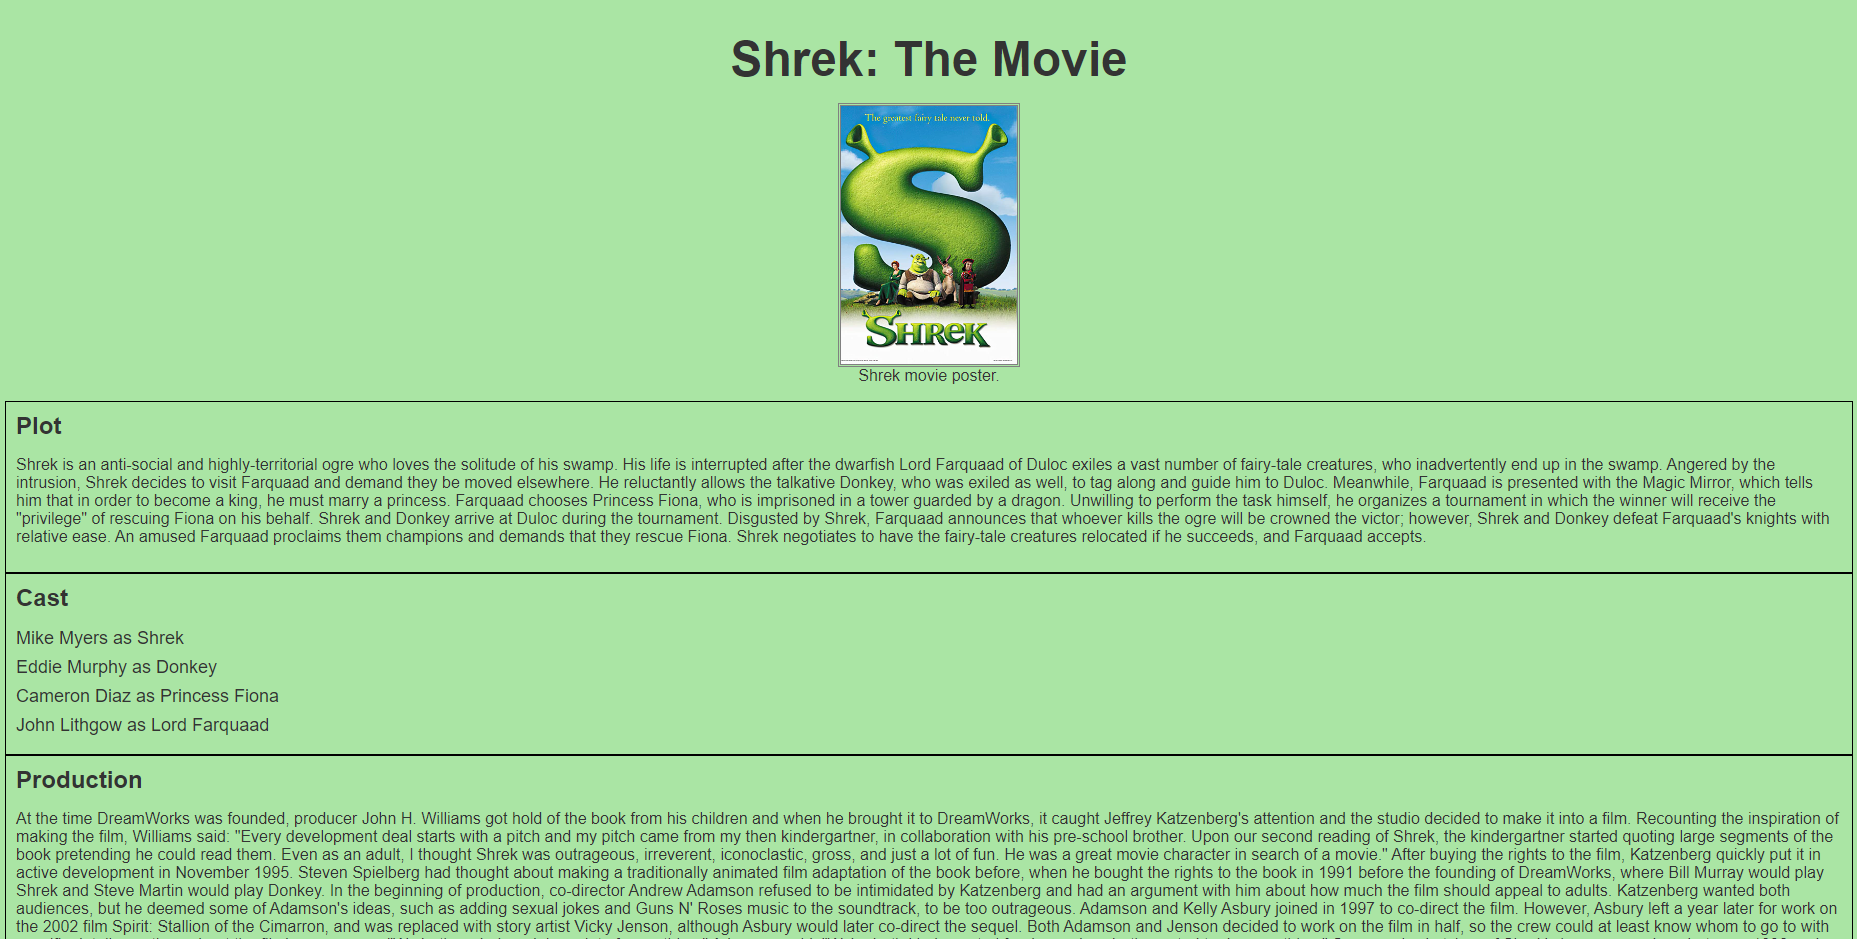 Shrek: The Movie
The greatest fairy tale never told.
SHREK
Shrek movie poster.
Plot
Shrek is an anti-social and highly-territorial ogre who loves the solitude of his swamp. His life is interrupted after the dwarfish Lord Farquaad of Duloc exiles a vast number of fairy-tale creatures, who inadvertently end up in the swamp. Angered by the
intrusion, Shrek decides to visit Farquaad and demand they be moved elsewhere. He reluctantly allows the talkative Donkey, who was exiled as well, to tag along and guide him to Duloc. Meanwhile, Farquaad is presented with the Magic Mirror, which tells
him that in order to become a king, he must marry a princess. Farquaad chooses Princess Fiona, who is imprisoned in a tower guarded by a dragon. Unwilling to perform the task himself, he organizes a tournament in which the winner will receive the
"privilege" of rescuing Fiona on his behalf. Shrek and Donkey arrive at Duloc during the tournament. Disgusted by Shrek, Farquaad announces that whoever kills the ogre will be crowned the victor; however, Shrek and Donkey defeat Farquaad's knights with
relative ease. An amused Farquaad proclaims them champions and demands that they rescue Fiona. Shrek negotiates to have the fairy-tale creatures relocated if he succeeds, and Farquaad accepts.
Cast
Mike Myers as Shrek
Eddie Murphy as Donkey
Cameron Diaz as Princess Fiona
John Lithgow as Lord Farquaad
Production
At the time DreamWorks was founded, producer John H. Williams got hold of the book from his children and when he brought it to DreamWorks, it caught Jeffrey Katzenberg's attention and the studio decided to make it into a film. Recounting the inspiration of
making the film, Williams said: "Every development deal starts with a pitch and my pitch came from my then kindergartner, in collaboration with his pre-school brother. Upon our second reading of Shrek, the kindergartner started quoting large segments of the
book pretending he could read them. Even as an adult, I thought Shrek was outrageous, irreverent, iconoclastic, gross, and just a lot of fun. He was a great movie character in search of a movie." After buying the rights to the film, Katzenberg quickly put it in
active development in November 1995. Steven Spielberg had thought about making a traditionally animated film adaptation of the book before, when he bought the rights to the book in 1991 before the founding of DreamWorks, where Bill Murray would play
Shrek and Steve Martin would play Donkey. In the beginning of production, co-director Andrew Adamson refused to be intimidated by Katzenberg and had an argument with him about how much the film should appeal to adults. Katzenberg wanted both
audiences, but he deemed some of Adamson's ideas, such as adding sexual jokes and Guns N' Roses music to the soundtrack, to be too outrageous. Adamson and Kelly Asbury joined in 1997 to co-direct the film. However, Asbury left a year later for work on
the 2002 film Spirit: Stallion of the Cimarron, and was replaced with story artist Vicky Jenson, although Asbury would later co-direct the sequel. Both Adamson and Jenson decided to work on the film in half, so the crew could at least know whom to go to with